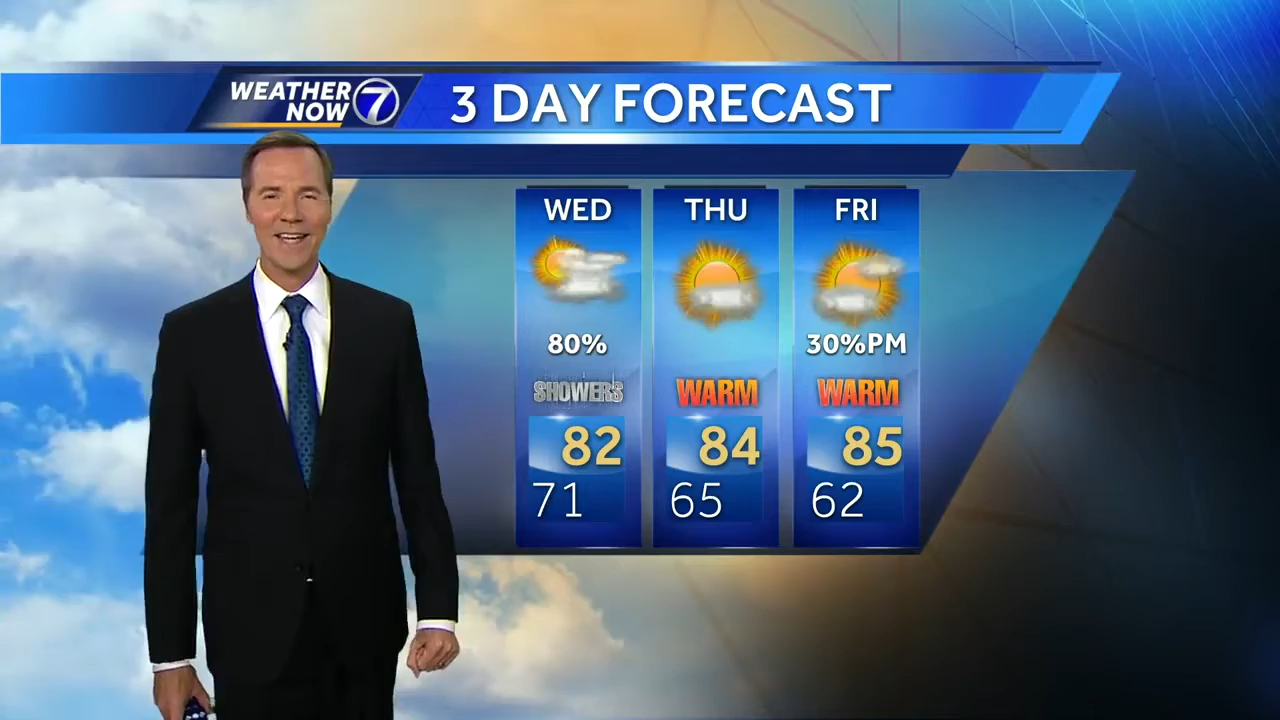 WEATHER
NOW 7
3 DAY FORECAST
WED THU FRI
80% 30%PM
SHOWERS WARM WARM
82 84 85
71 65 62